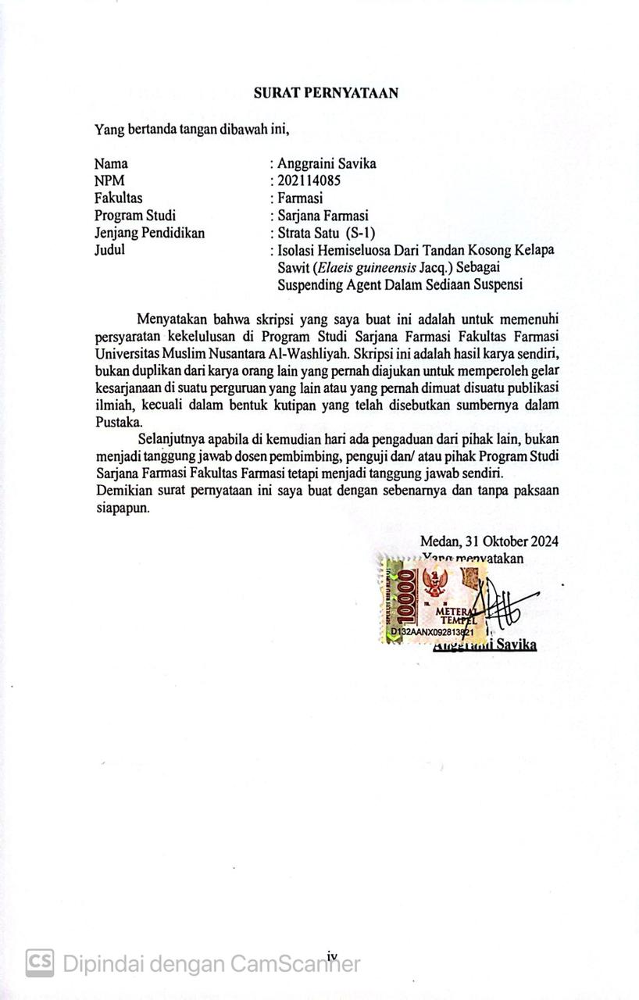 SURAT PERNYATAAN
Yang bertanda tangan dibawah ini,
Nama : Anggraini Savika
NPM : 202114085
Fakultas : Farmasi
Program Studi : Sarjana Farmasi
Jenjang Pendidikan : Strata Satu (S-1)
Judul : Isolasi Hemiseluosa Dari Tandan Kosong Kelapa
Sawit (Elaeis guineensis Jacq.) Sebagai
Suspending Agent Dalam Sediaan Suspensi
Menyatakan bahwa skripsi yang saya buat ini adalah untuk memenuhi
persyaratan kekelulusan di Program Studi Sarjana Farmasi Fakultas Farmasi
Universitas Muslim Nusantara Al-Washliyah. Skripsi ini adalah hasil karya sendiri,
bukan duplikan dari karya orang lain yang pernah diajukan untuk memperoleh gelar
kesarjanaan di suatu perguruan yang lain atau yang pernah dimuat disuatu publikasi
ilmiah, kecuali dalam bentuk kutipan yang telah disebutkan sumbernya dalam
Pustaka.
Selanjutnya apabila di kemudian hari ada pengaduan dari pihak lain, bukan
menjadi tanggung jawab dosen pembimbing, penguji dan/ atau pihak Program Studi
Sarjana Farmasi Fakultas Farmasi tetapi menjadi tanggung jawab sendiri.
Demikian surat pernyataan ini saya buat dengan sebenarnya dan tanpa paksaan
siapapun.
Medan, 31 Oktober 2024
Yang menyatakan
SEPULUH RIBU RUPIAH
10000
METERAI
TEMPEL
D132AANX092813821
Anggraini Savika
iv
CS Dipindai dengan CamScanner